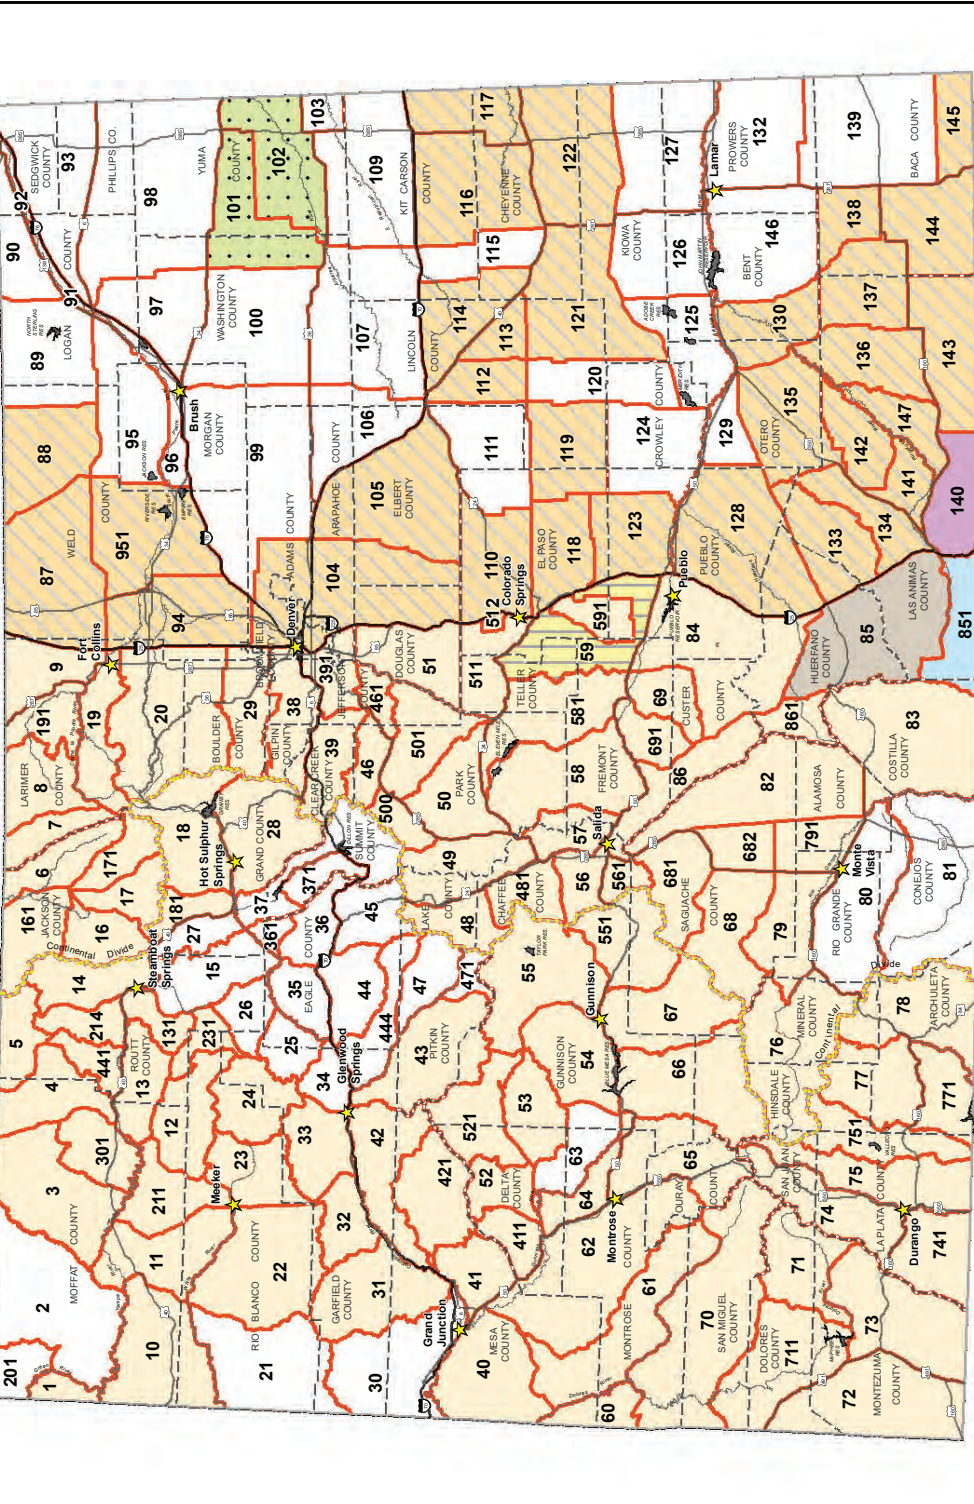 201
1
2
MOFFAT
COUNTY
3
4
5
301
441
214
14
Steamboat
Springs
ROUTT
COUNTY
13
131
231
10
11
211
12
Meeker
23
24
RIO BLANCO COUNTY
21
22
GARFIELD
COUNTY
30
31
32
33
Glenwood
Springs
34
25
26
15
27
16
161
JACKSON
COUNTY
Continental Divide
6
7
17
171
181
18
Hot Sulphur
Springs
GRAND COUNTY
28
37
371
361
36
35
EAGLE
COUNTY
44
45
444
47
471
SUMMIT
COUNTY
LARIMER
COUNTY
8
9
191
19
20
Fort
Collins
BOULDER
COUNTY
29
GILPIN
COUNTY
38
CLEAR CREEK
COUNTY
39
391
JEFFERSON
COUNTY
461
46
Denver
87
88
WELD
COUNTY
951
94
ADAMS COUNTY
104
ARAPAHOE COUNTY
105
ELBERT
COUNTY
106
99
95
96
MORGAN
COUNTY
Brush
89
LOGAN
COUNTY
NORTH
STERLING
RES.
90
91
92
SEDGWICK
COUNTY
93
PHILLIPS CO.
97
98
YUMA
COUNTY
WASHINGTON
COUNTY
100
101
102
103
107
109
KIT CARSON
COUNTY
LINCOLN
COUNTY
DOUGLAS
COUNTY
51
50
500
501
PARK
COUNTY
49
LAKE
COUNTY
48
481
CHAFFEE
COUNTY
Grand
Junction
MESA
COUNTY
40
41
42
421
43
PITKIN
COUNTY
411
52
521
53
DELTA
COUNTY
63
64
GUNNISON
COUNTY
54
55
551
Gunnison
BLUE MESA RES.
TAYLOR
PARK RES.
56
561
57
Salida
58
581
FREMONT
COUNTY
TELLER
COUNTY
511
512
59
591
Colorado
Springs
EL PASO
COUNTY
110
111
112
113
114
115
116
117
118
119
120
121
122
CHEYENNE
COUNTY
123
124
CROWLEY
COUNTY
125
126
127
KIOWA
COUNTY
Pueblo
PUEBLO
COUNTY
128
129
OTERO
COUNTY
130
BENT
COUNTY
146
Lamar
PROWERS
COUNTY
132
60
61
62
Montrose
MONTROSE
COUNTY
65
OURAY
COUNTY
66
67
SAGUACHE
COUNTY
68
681
682
69
691
CUSTER
COUNTY
84
86
861
82
70
SAN MIGUEL
COUNTY
71
711
DOLORES
COUNTY
72
73
MONTEZUMA
COUNTY
74
741
75
751
SAN JUAN
COUNTY
LA PLATA COUNTY
Durango
HINSDALE
COUNTY
76
77
771
MINERAL
COUNTY
Continental
Divide
78
ARCHULETA
COUNTY
79
791
RIO GRANDE
COUNTY
80
Monte
Vista
CONEJOS
COUNTY
81
ALAMOSA
COUNTY
COSTILLA
COUNTY
83
HUERFANO
COUNTY
85
851
LAS ANIMAS
COUNTY
133
134
135
136
137
138
139
140
141
142
143
144
145
147
BACA COUNTY